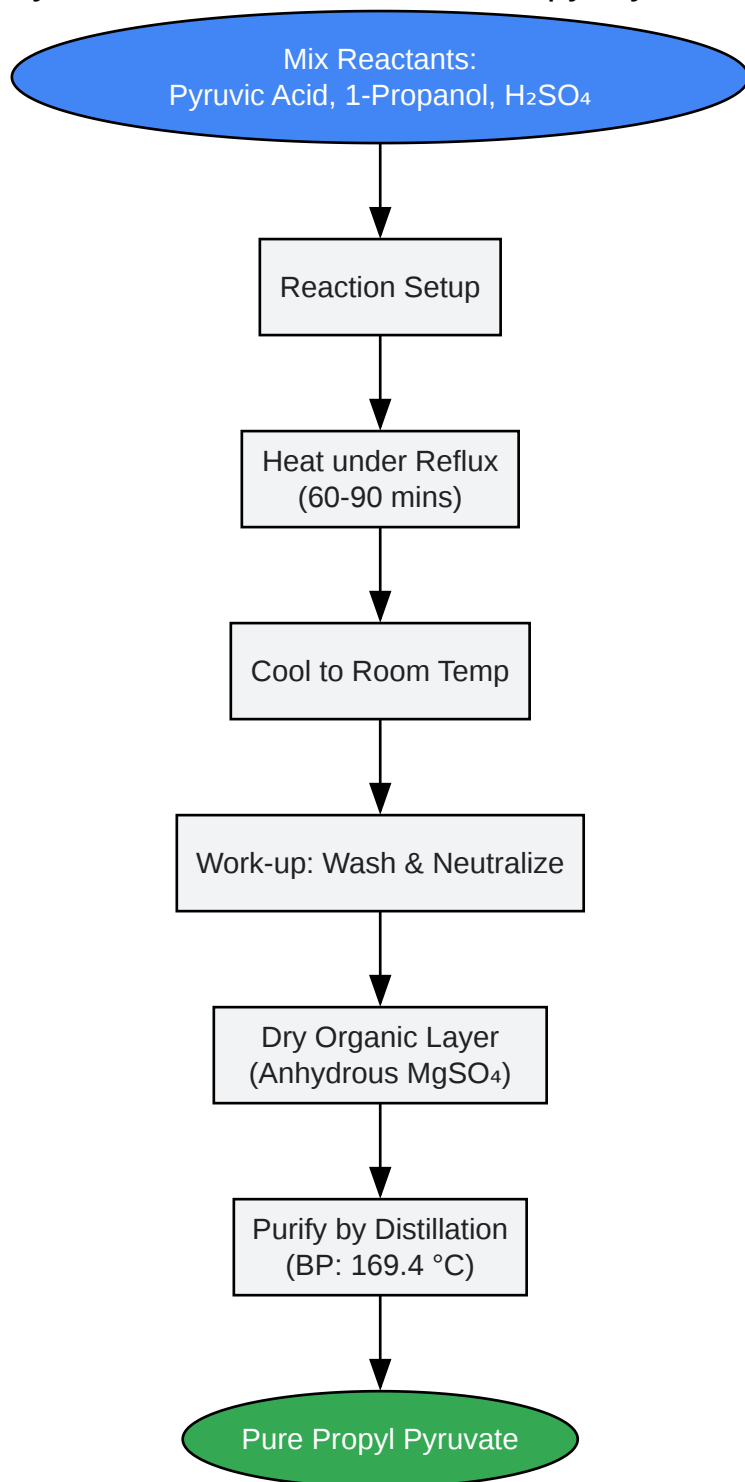 Mix Reactants:
Pyruvic Acid, 1-Propanol, H₂SO₄
Reaction Setup
Heat under Reflux
(60-90 mins)
Cool to Room Temp
Work-up: Wash & Neutralize
Dry Organic Layer
(Anhydrous MgSO₄)
Purify by Distillation
(BP: 169.4 °C)
Pure Propyl Pyruvate